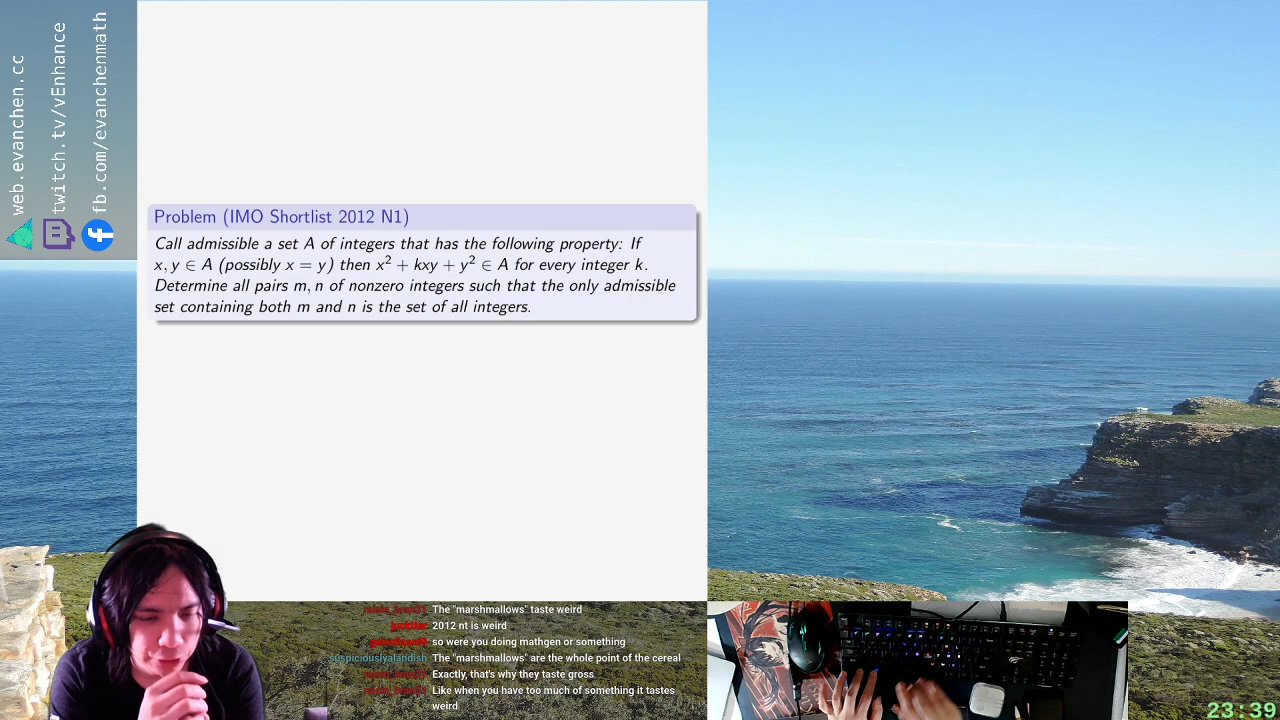 web.evanchen.cc
twitch.tv/vEnhance
fb.com/evanchenmath
Problem (IMO Shortlist 2012 N1)
Call admissible a set A of integers that has the following property: If
x, y ∈ A (possibly x = y) then x² + kxy + y² ∈ A for every integer k.
Determine all pairs m, n of nonzero integers such that the only admissible
set containing both m and n is the set of all integers.
The "marshmallows" taste weird
2012 nt is weird
so were you doing mathgen or something
suspiciouslyalandish The "marshmallows" are the whole point of the cereal
Exactly, that's why they taste gross
Like when you have too much of something it tastes
weird
23:39